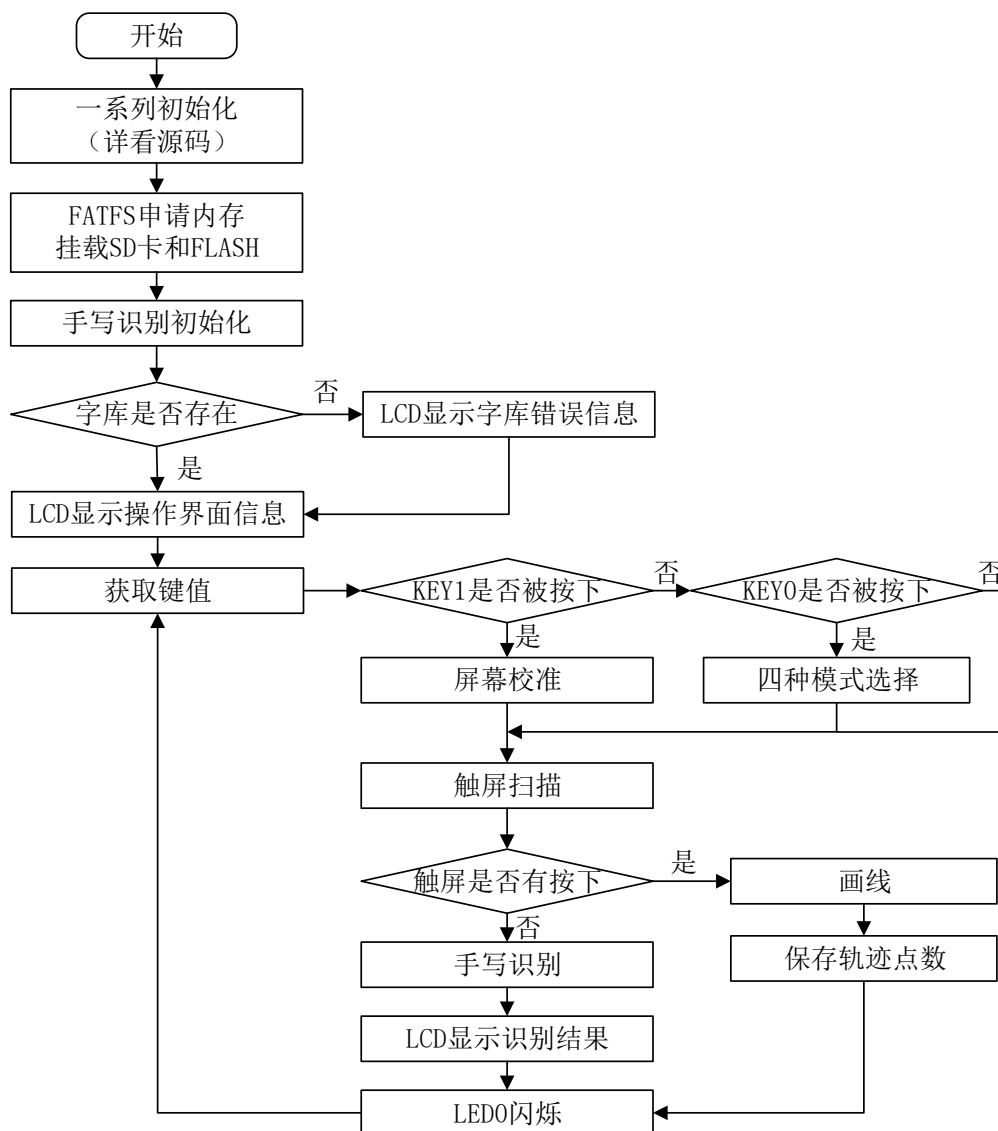 开始
一系列初始化
（详看源码）
FATFS申请内存
挂载SD卡和FLASH
手写识别初始化
字库是否存在
否
LCD显示字库错误信息
是
LCD显示操作界面信息
获取键值
KEY1是否被按下
否
KEY0是否被按下
否
是
是
屏幕校准
四种模式选择
触屏扫描
触屏是否有按下
是
画线
否
手写识别
保存轨迹点数
LCD显示识别结果
LED0闪烁